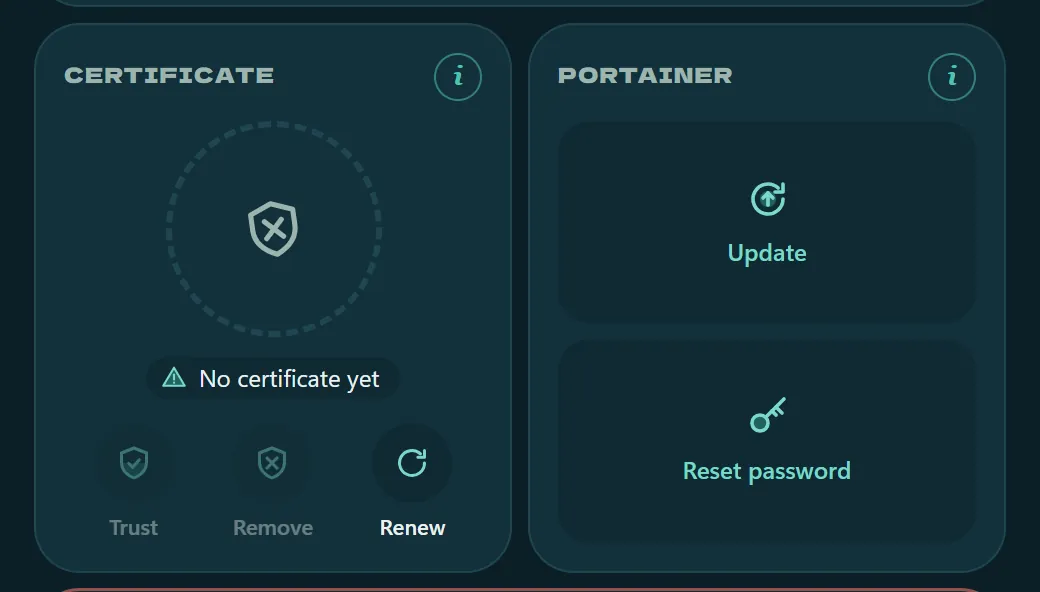 CERTIFICATE
i
No certificate yet
Trust
Remove
Renew
PORTAINER
i
Update
Reset password